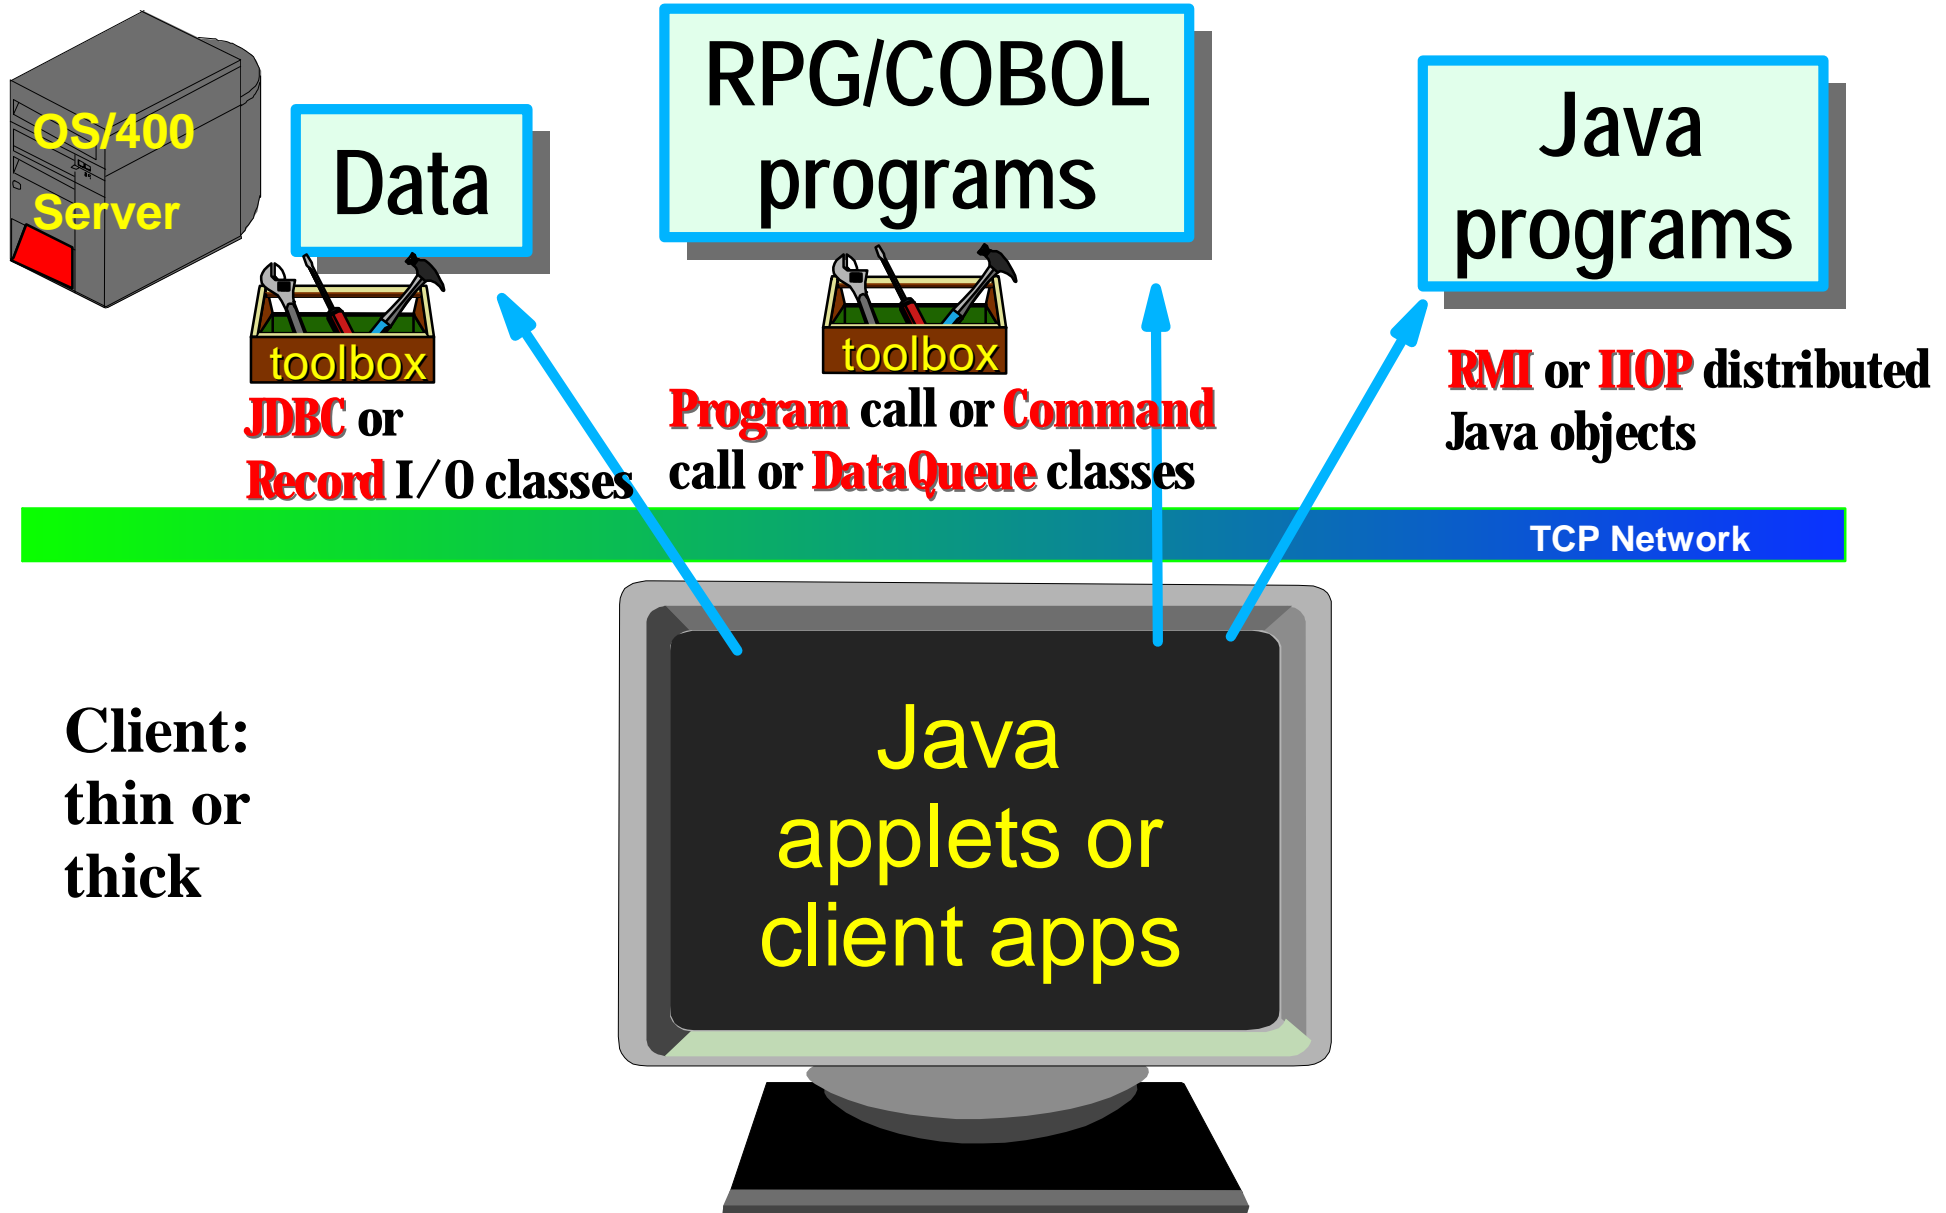 OS/400
Server
Data
toolbox
JDBC or
Record I/O classes
RPG/COBOL
programs
toolbox
Program call or Command
call or DataQueue classes
Java
programs
RMI or IIOP distributed
Java objects
TCP Network
Client:
thin or
thick
Java
applets or
client apps